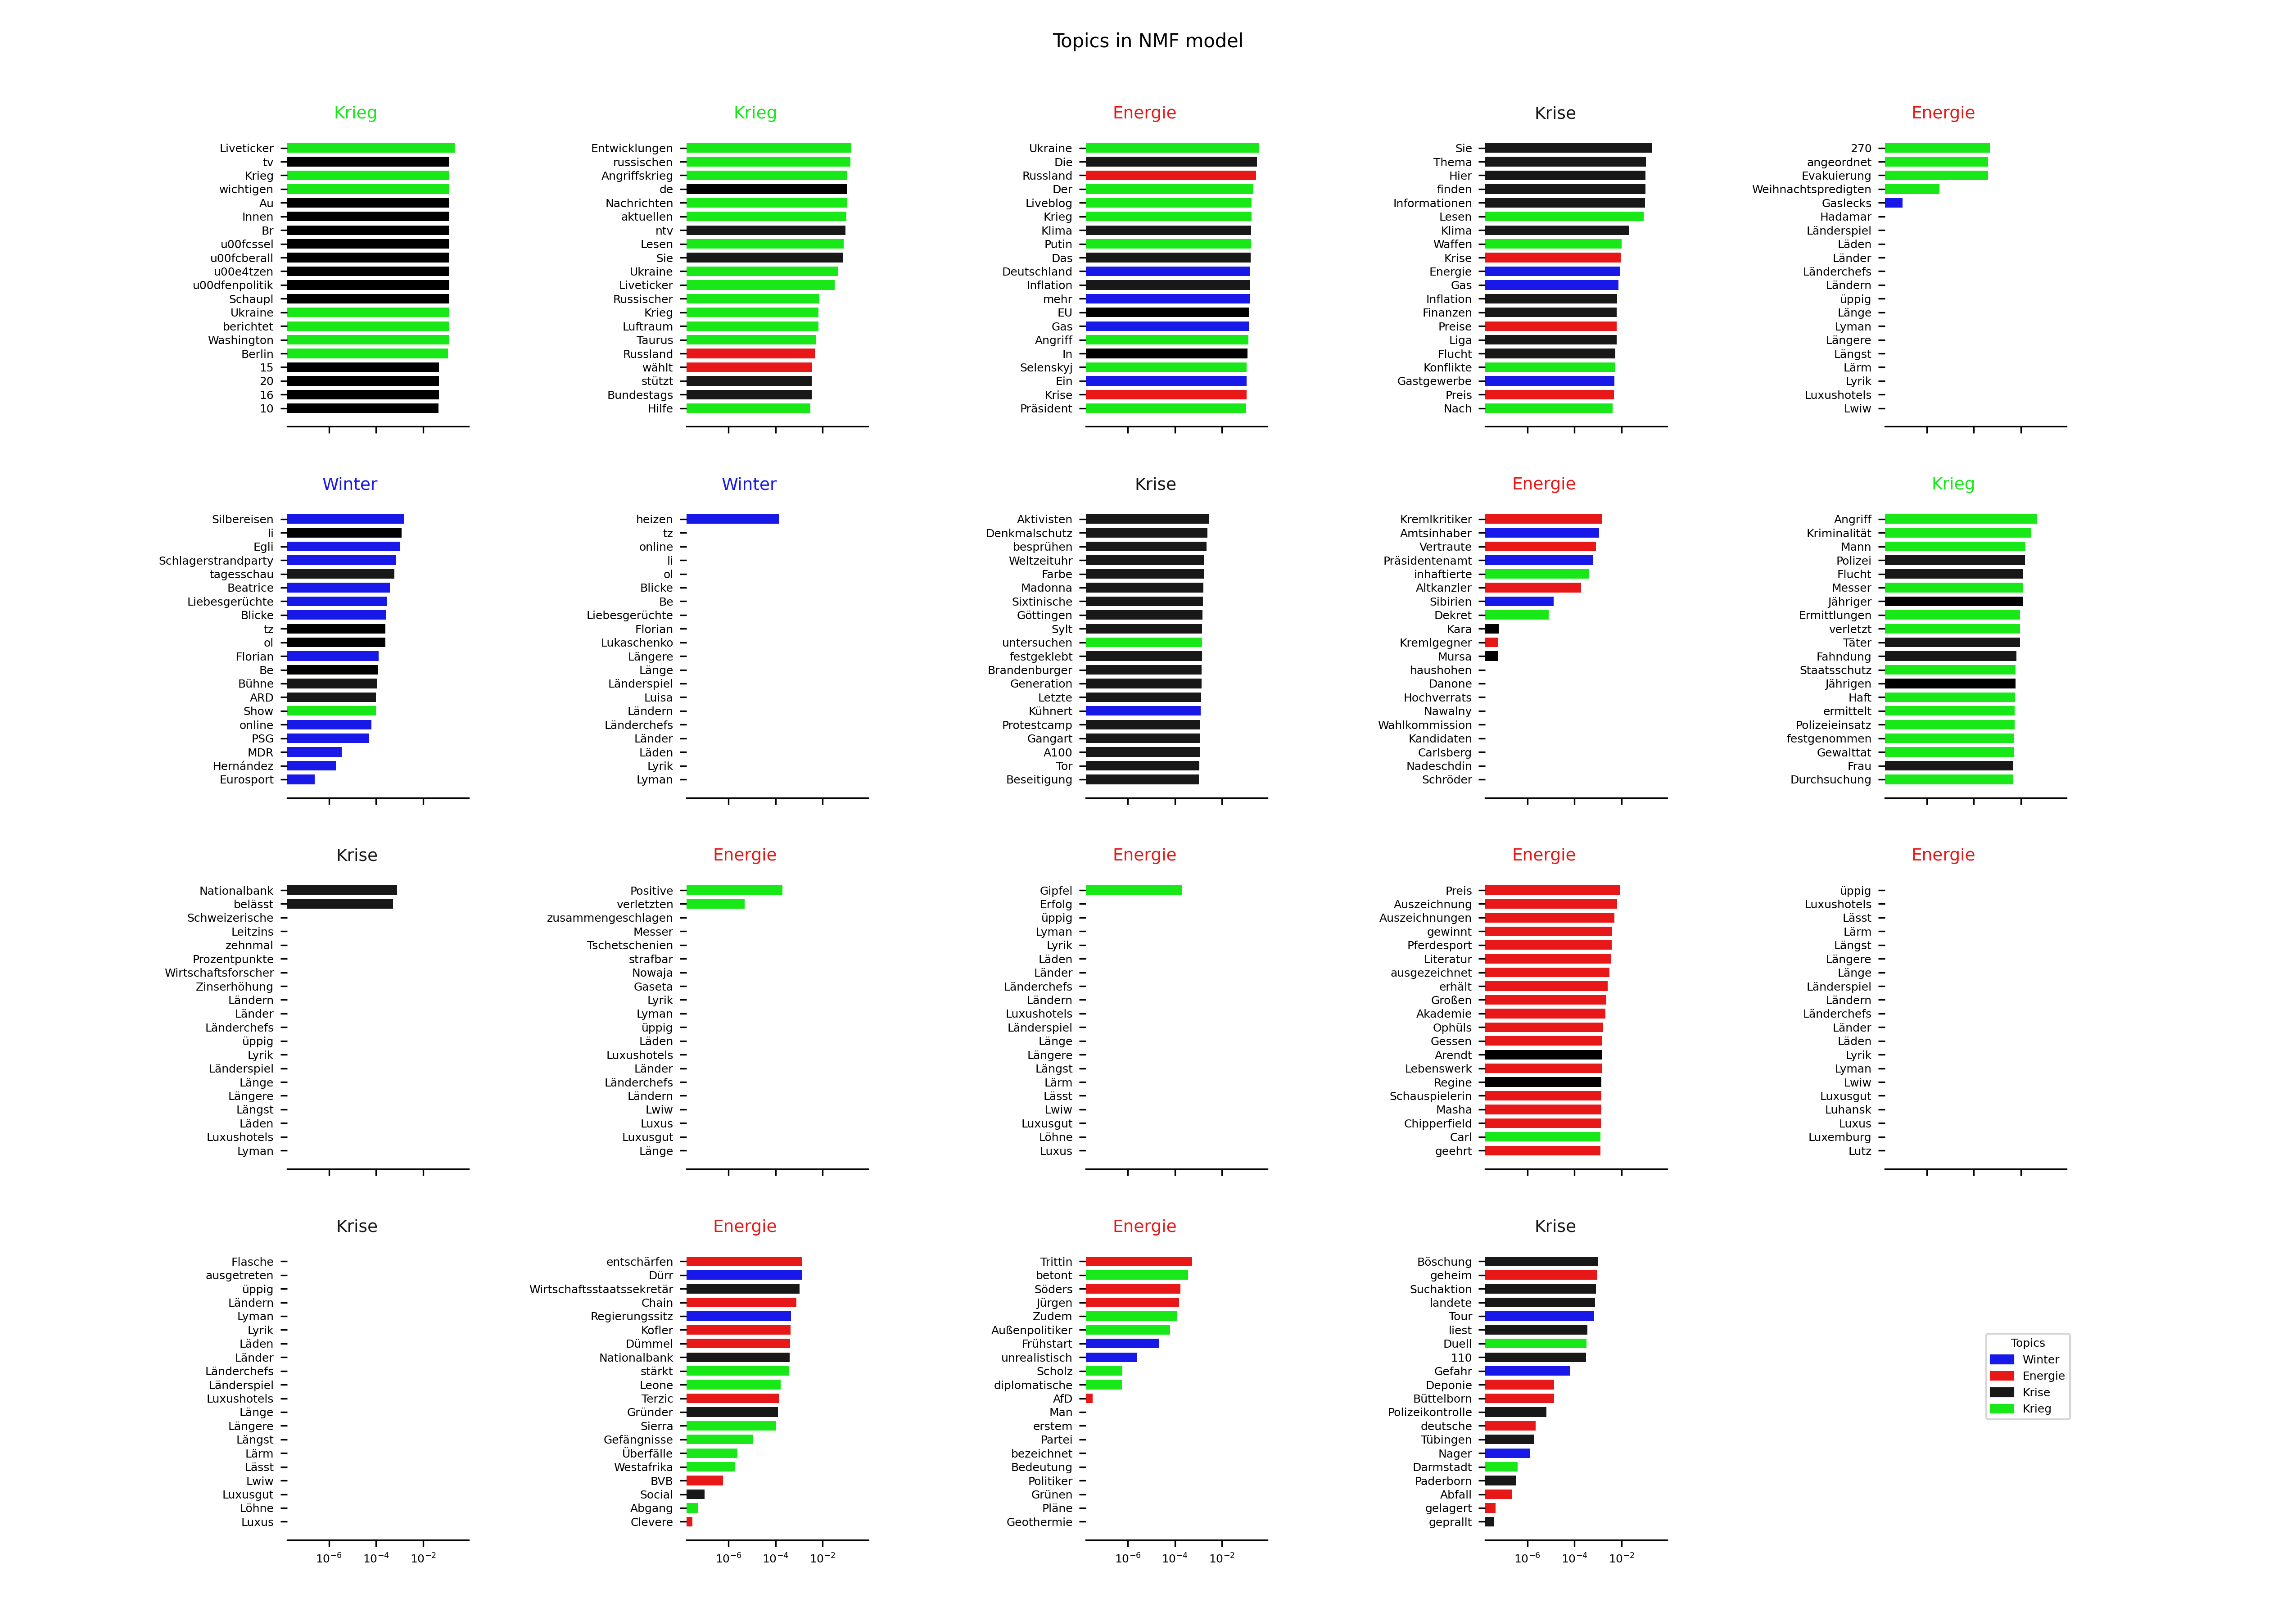 Topics in NMF model
Krieg
Liveticker
tv
Krieg
wichtigen
Au
Innen
Br
u00fcssel
u00fcberall
u00e4tzen
u00dfenpolitik
Schaupl
Ukraine
berichtet
Washington
Berlin
15
20
16
10
Krieg
Entwicklungen
russischen
Angriffskrieg
de
Nachrichten
aktuellen
ntv
Lesen
Sie
Ukraine
Liveticker
Russischer
Krieg
Luftraum
Taurus
Russland
wählt
stützt
Bundestags
Hilfe
Energie
Ukraine
Die
Russland
Der
Liveblog
Krieg
Klima
Putin
Das
Deutschland
Inflation
mehr
EU
Gas
Angriff
In
Selenskyj
Ein
Krise
Präsident
Krise
Sie
Thema
Hier
finden
Informationen
Lesen
Klima
Waffen
Krise
Energie
Gas
Inflation
Finanzen
Preise
Liga
Flucht
Konflikte
Gastgewerbe
Preis
Nach
Energie
270
angeordnet
Evakuierung
Weihnachtspredigten
Gaslecks
Hadamar
Länderspiel
Läden
Länder
Länderchefs
Ländern
üppig
Länge
Lyman
Längere
Längst
Lärm
Lyrik
Luxushotels
Lwiw
Winter
Silbereisen
li
Egli
Schlagerstrandparty
tagesschau
Beatrice
Liebesgerüchte
Blicke
tz
ol
Florian
Be
Bühne
ARD
Show
online
PSG
MDR
Hernández
Eurosport
Winter
heizen
tz
online
li
ol
Blicke
Be
Liebesgerüchte
Florian
Lukaschenko
Längere
Länge
Länderspiel
Luisa
Ländern
Länderchefs
Länder
Läden
Lyrik
Lyman
Krise
Aktivisten
Denkmalschutz
besprühen
Weltzeituhr
Farbe
Madonna
Sixtinische
Göttingen
Sylt
untersuchen
festgeklebt
Brandenburger
Generation
Letzte
Kühnert
Protestcamp
Gangart
A100
Tor
Beseitigung
Energie
Kremlkritiker
Amtsinhaber
Vertraute
Präsidentenamt
inhaftierte
Altkanzler
Sibirien
Dekret
Kara
Kremlgegner
Mursa
haushohen
Danone
Hochverrats
Nawalny
Wahlkommission
Kandidaten
Carlsberg
Nadeschdin
Schröder
Krieg
Angriff
Kriminalität
Mann
Polizei
Flucht
Messer
Jähriger
Ermittlungen
verletzt
Täter
Fahndung
Staatsschutz
Jährigen
Haft
ermittelt
Polizeieinsatz
festgenommen
Gewalttat
Frau
Durchsuchung
Krise
Nationalbank
belässt
Schweizerische
Leitzins
zehnmal
Prozentpunkte
Wirtschaftsforscher
Zinserhöhung
Ländern
Länder
Länderchefs
üppig
Lyrik
Länderspiel
Länge
Längere
Längst
Läden
Luxushotels
Lyman
Energie
Positive
verletzten
zusammengeschlagen
Messer
Tschetschenien
strafbar
Nowaja
Gaseta
Lyrik
Lyman
üppig
Läden
Luxushotels
Länder
Länderchefs
Ländern
Lwiw
Luxus
Luxusgut
Länge
Energie
Gipfel
Erfolg
üppig
Lyman
Lyrik
Läden
Länder
Länderchefs
Ländern
Luxushotels
Länderspiel
Länge
Längere
Längst
Lärm
Lässt
Lwiw
Luxusgut
Löhne
Luxus
Energie
Preis
Auszeichnung
Auszeichnungen
gewinnt
Pferdesport
Literatur
ausgezeichnet
erhält
Großen
Akademie
Ophüls
Gessen
Arendt
Lebenswerk
Regine
Schauspielerin
Masha
Chipperfield
Carl
geehrt
Energie
üppig
Luxushotels
Lässt
Lärm
Längst
Längere
Länge
Länderspiel
Ländern
Länderchefs
Länder
Läden
Lyrik
Lyman
Lwiw
Luxusgut
Luhansk
Luxus
Luxemburg
Lutz
Krise
Flasche
ausgetreten
üppig
Ländern
Lyman
Lyrik
Läden
Länder
Länderchefs
Länderspiel
Luxushotels
Länge
Längere
Längst
Lärm
Lässt
Lwiw
Luxusgut
Löhne
Luxus
10⁻⁶ 10⁻⁴ 10⁻²
Energie
entschärfen
Dürr
Wirtschaftsstaatssekretär
Chain
Regierungssitz
Kofler
Dümmel
Nationalbank
stärkt
Leone
Terzic
Gründer
Sierra
Gefängnisse
Überfälle
Westafrika
BVB
Social
Abgang
Clevere
10⁻⁶ 10⁻⁴ 10⁻²
Energie
Trittin
betont
Söders
Jürgen
Zudem
Außenpolitiker
Frühstart
unrealistisch
Scholz
diplomatische
AfD
Man
erstem
Partei
bezeichnet
Bedeutung
Politiker
Grünen
Pläne
Geothermie
10⁻⁶ 10⁻⁴ 10⁻²
Krise
Böschung
geheim
Suchaktion
landete
Tour
liest
Duell
110
Gefahr
Deponie
Büttelborn
Polizeikontrolle
deutsche
Tübingen
Nager
Darmstadt
Paderborn
Abfall
gelagert
geprallt
10⁻⁶ 10⁻⁴ 10⁻²
Topics
Winter
Energie
Krise
Krieg